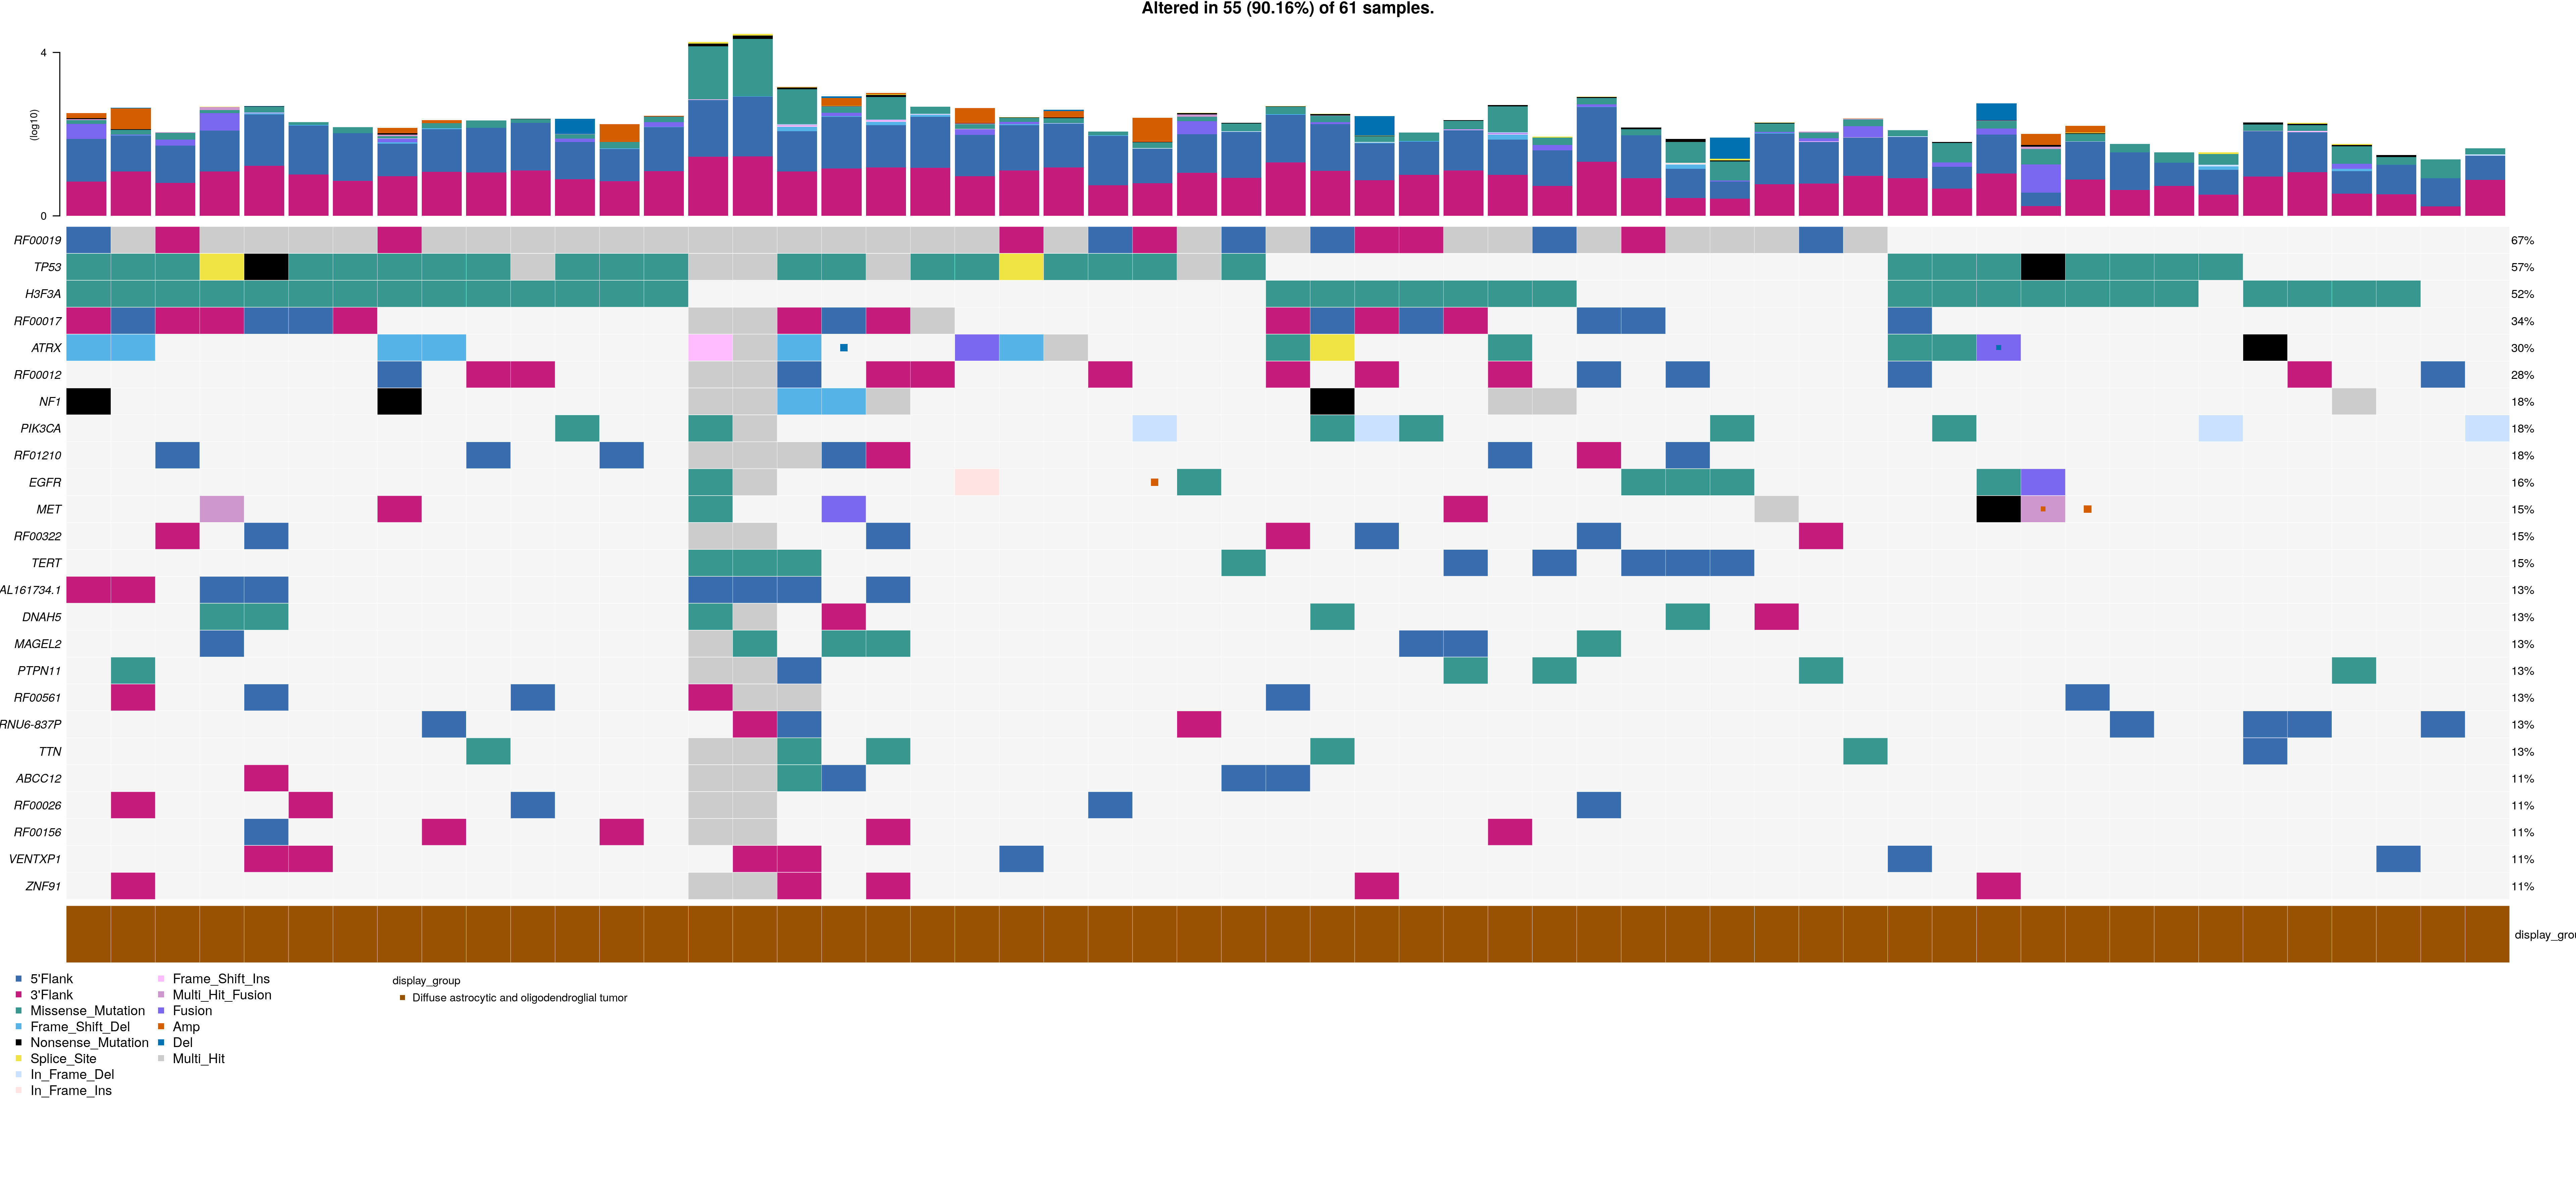 Altered in 55 (90.16%) of 61 samples.
4
(log10)
0
RF00019 67%
TP53 57%
H3F3A 52%
RF00017 34%
ATRX 30%
RF00012 28%
NF1 18%
PIK3CA 18%
RF01210 18%
EGFR 16%
MET 15%
RF00322 15%
TERT 15%
AL161734.1 13%
DNAH5 13%
MAGEL2 13%
PTPN11 13%
RF00561 13%
RNU6-837P 13%
TTN 13%
ABCC12 11%
RF00026 11%
RF00156 11%
VENTXP1 11%
ZNF91 11%
display_grou
5'Flank
3'Flank
Missense_Mutation
Frame_Shift_Del
Nonsense_Mutation
Splice_Site
In_Frame_Del
In_Frame_Ins
Frame_Shift_Ins
Multi_Hit_Fusion
Fusion
Amp
Del
Multi_Hit
display_group
Diffuse astrocytic and oligodendroglial tumor